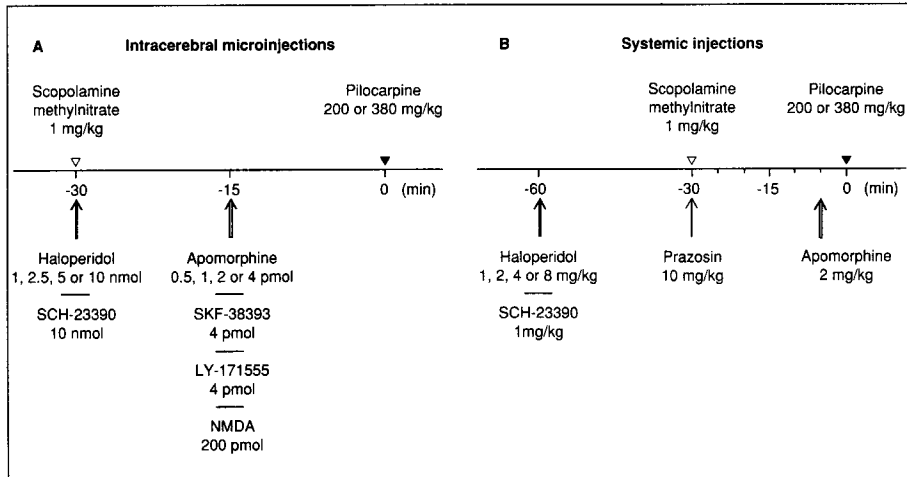 A Intracerebral microinjections
Scopolamine
methylnitrate
1 mg/kg
Pilocarpine
200 or 380 mg/kg
-30 -15 0 (min)
Haloperidol
1, 2.5, 5 or 10 nmol
SCH-23390
10 nmol
Apomorphine
0.5, 1, 2 or 4 pmol
SKF-38393
4 pmol
LY-171555
4 pmol
NMDA
200 pmol
B Systemic injections
Scopolamine
methylnitrate
1 mg/kg
Pilocarpine
200 or 380 mg/kg
-60 -30 -15 0 (min)
Haloperidol
1, 2, 4 or 8 mg/kg
SCH-23390
1mg/kg
Prazosin
10 mg/kg
Apomorphine
2 mg/kg